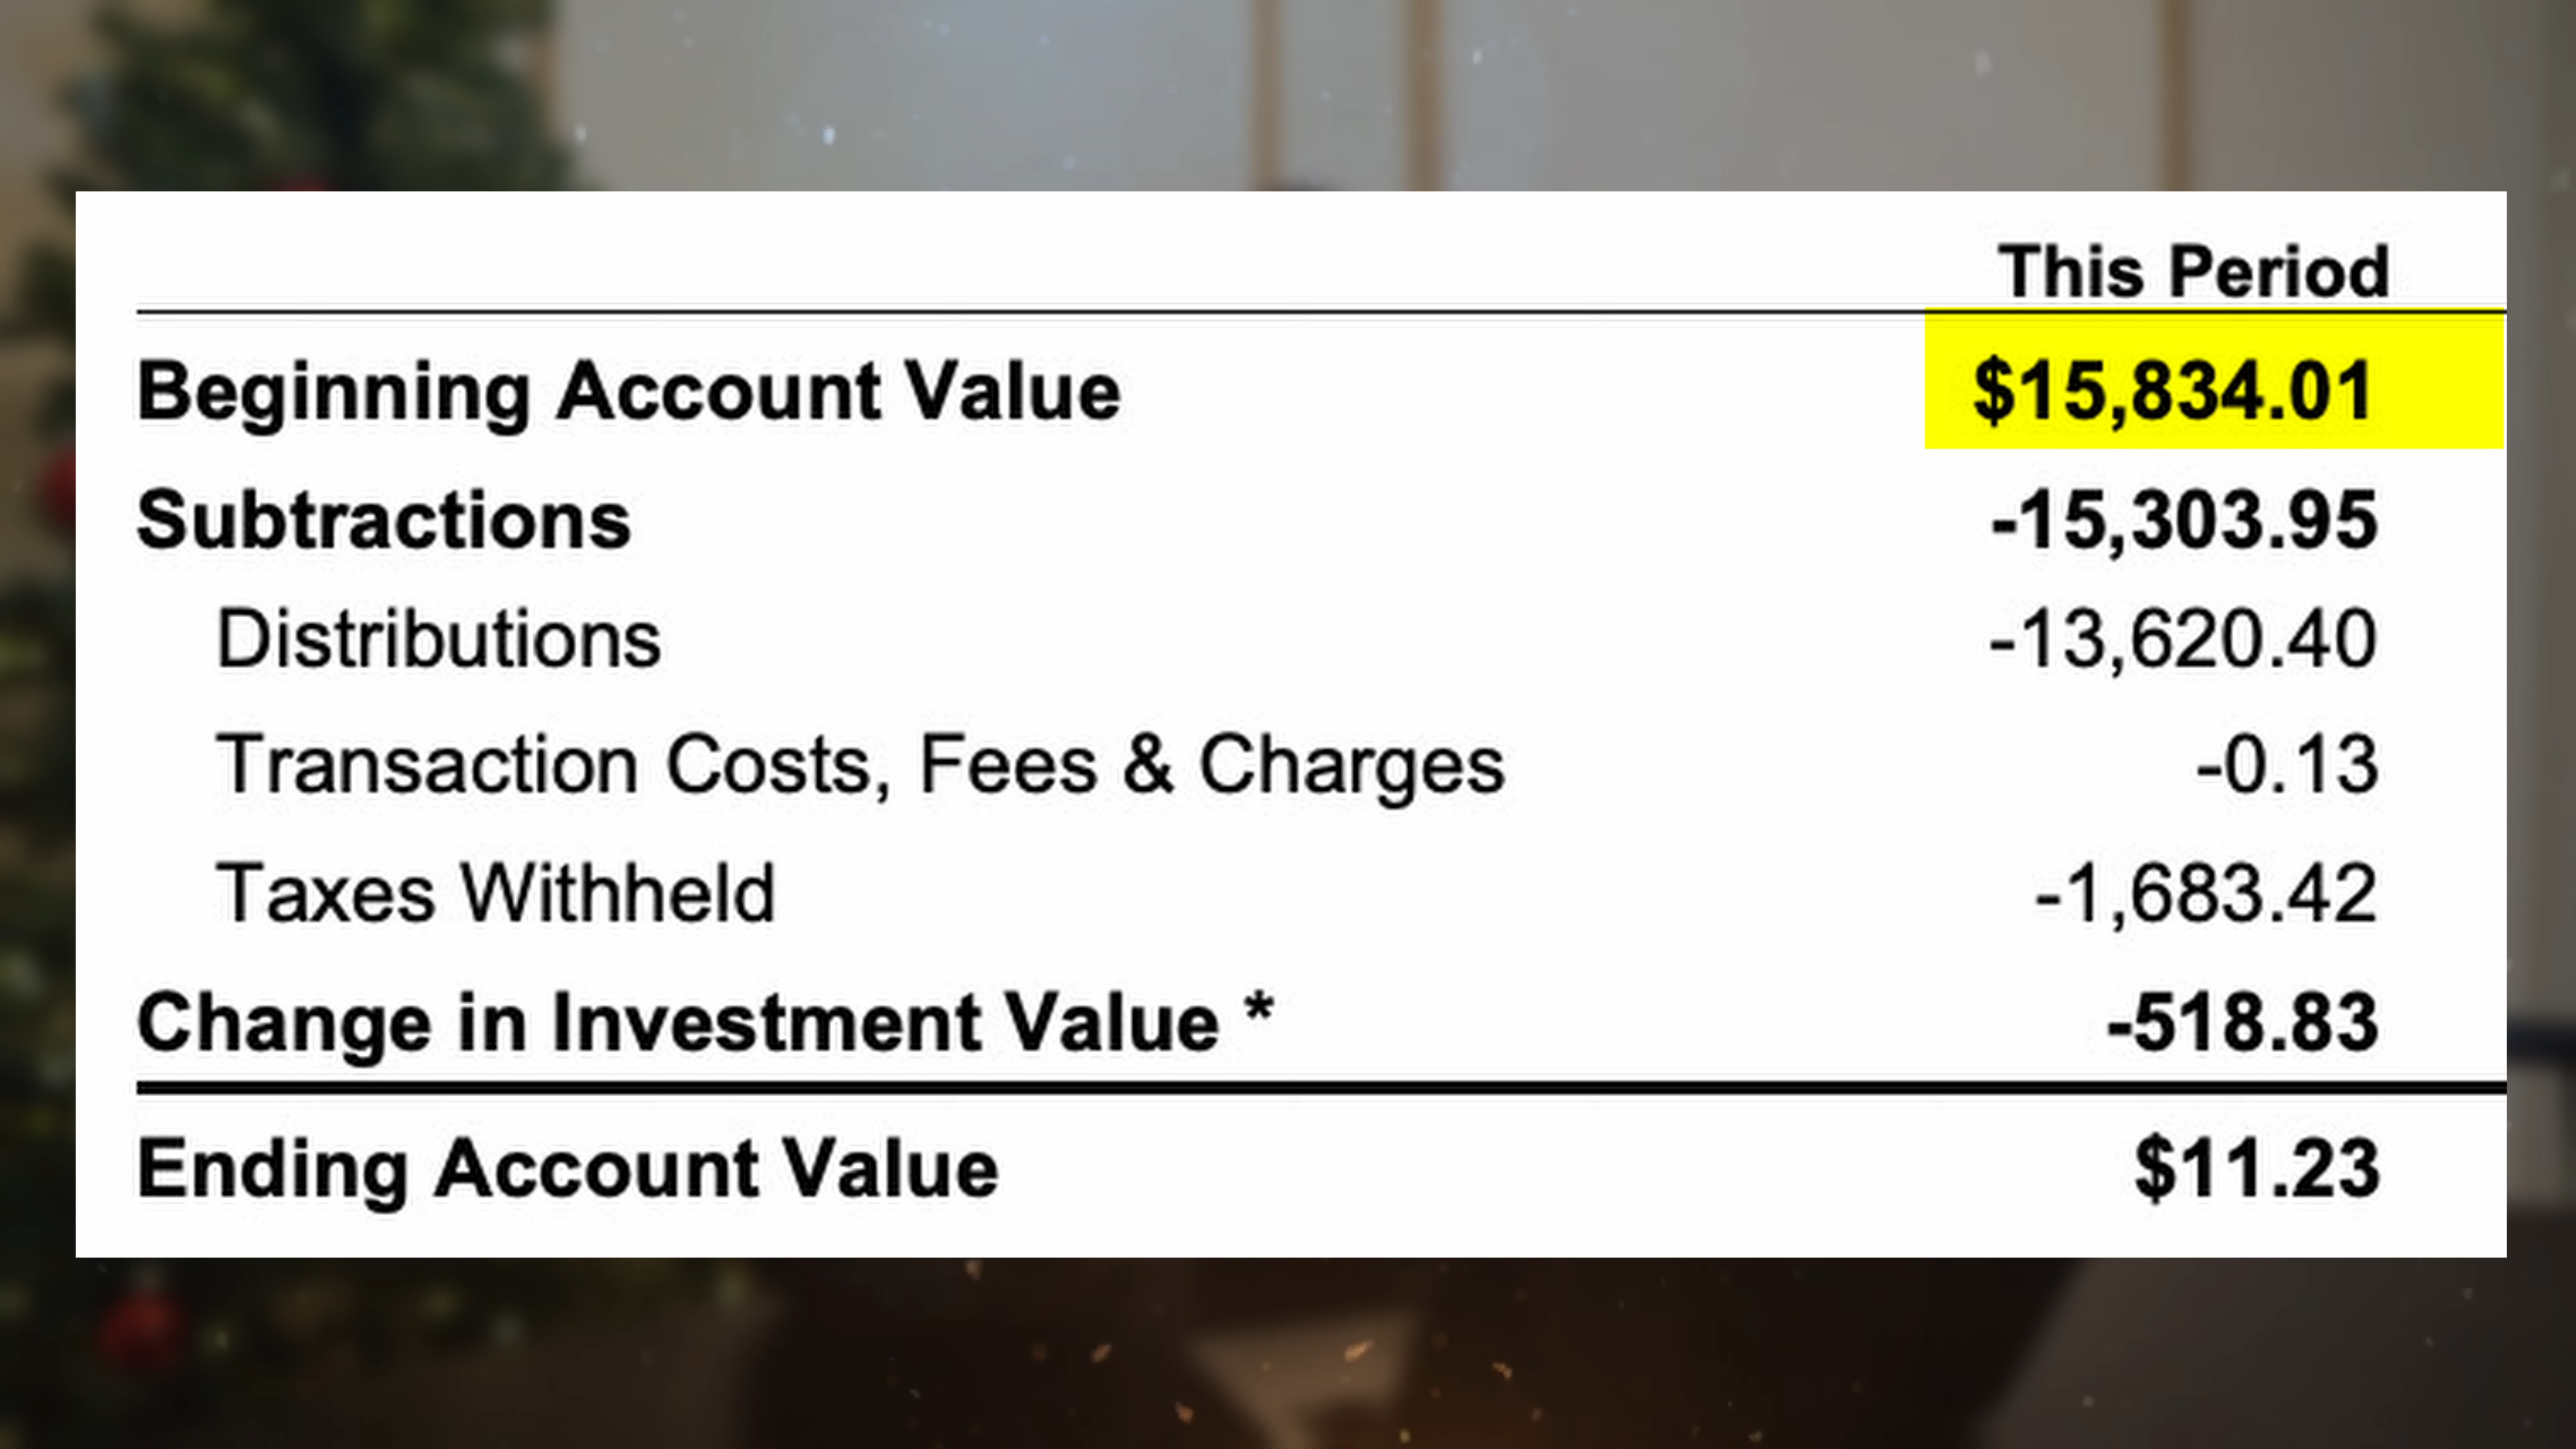 This Period
Beginning Account Value $15,834.01
Subtractions -15,303.95
Distributions -13,620.40
Transaction Costs, Fees & Charges -0.13
Taxes Withheld -1,683.42
Change in Investment Value * -518.83
Ending Account Value $11.23